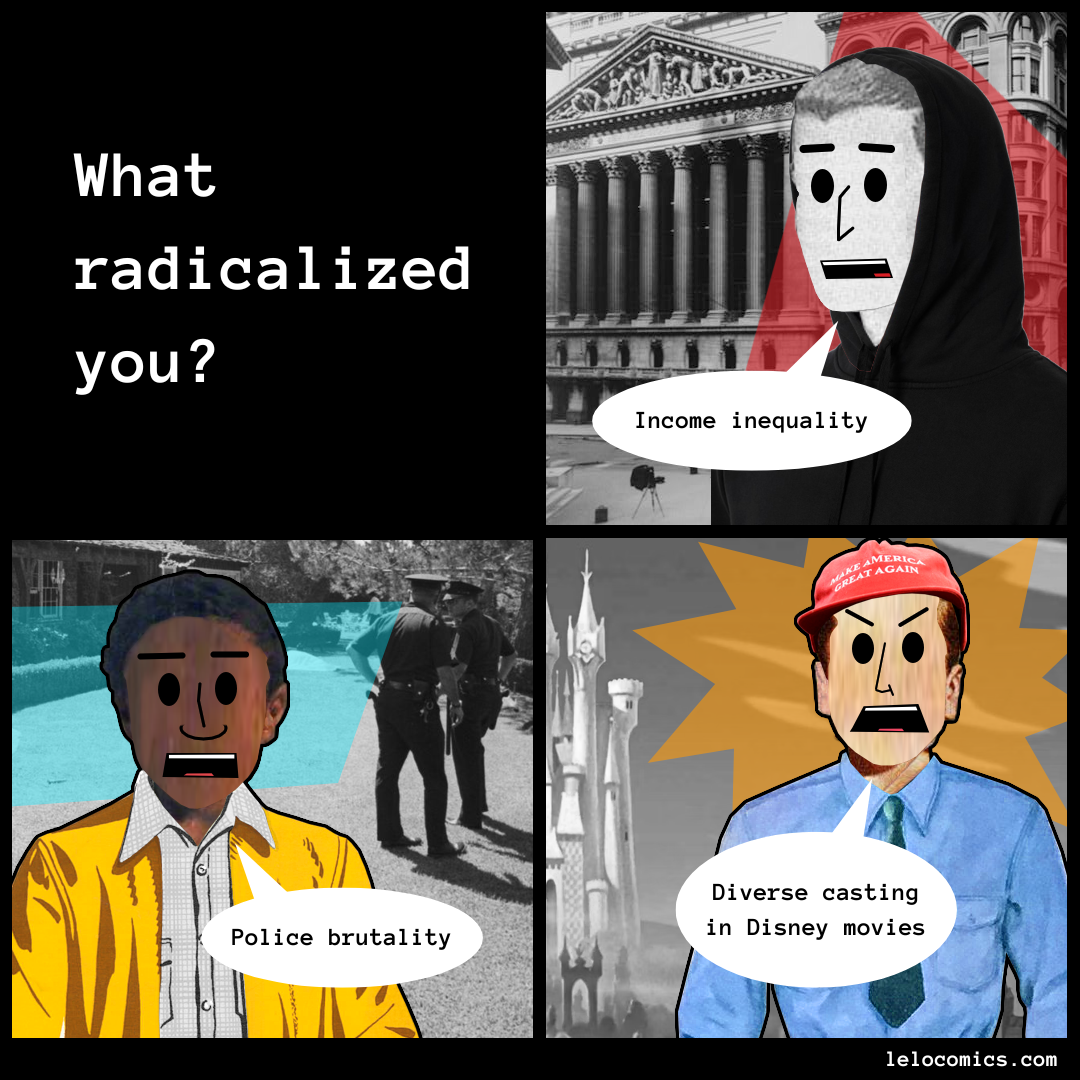 What
radicalized
you?
Income inequality
Police brutality
MAKE AMERICA
GREAT AGAIN
Diverse casting
in Disney movies
lelocomics.com